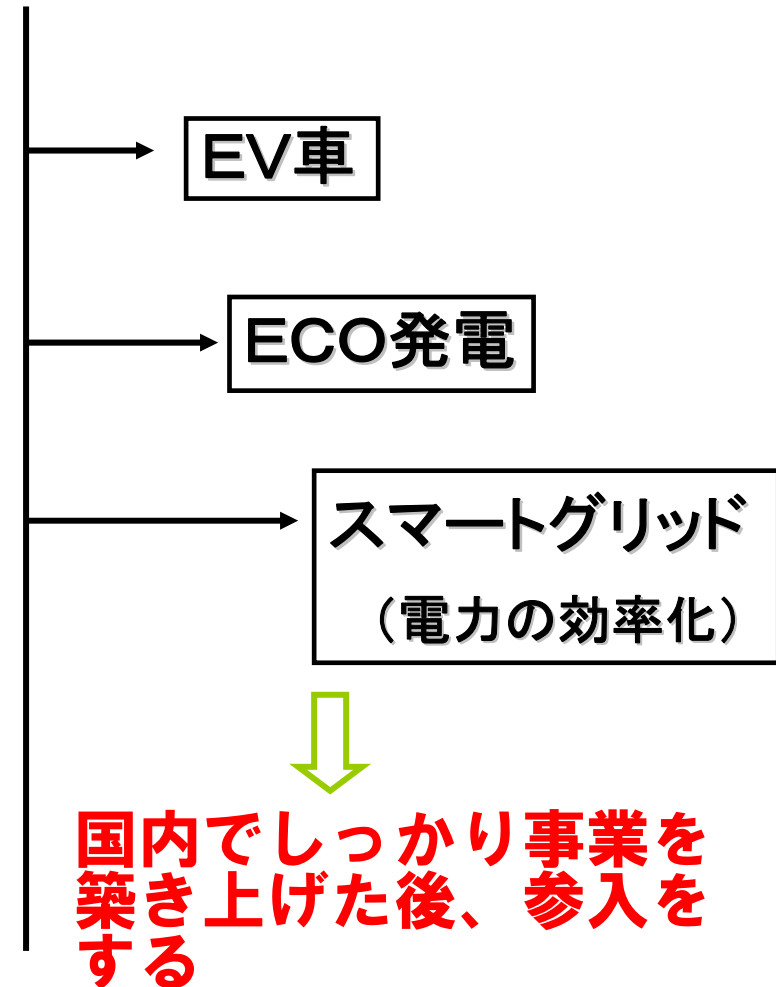 EV車
ECO発電
スマートグリッド
（電力の効率化）
国内でしっかり事業を
築き上げた後、参入を
する